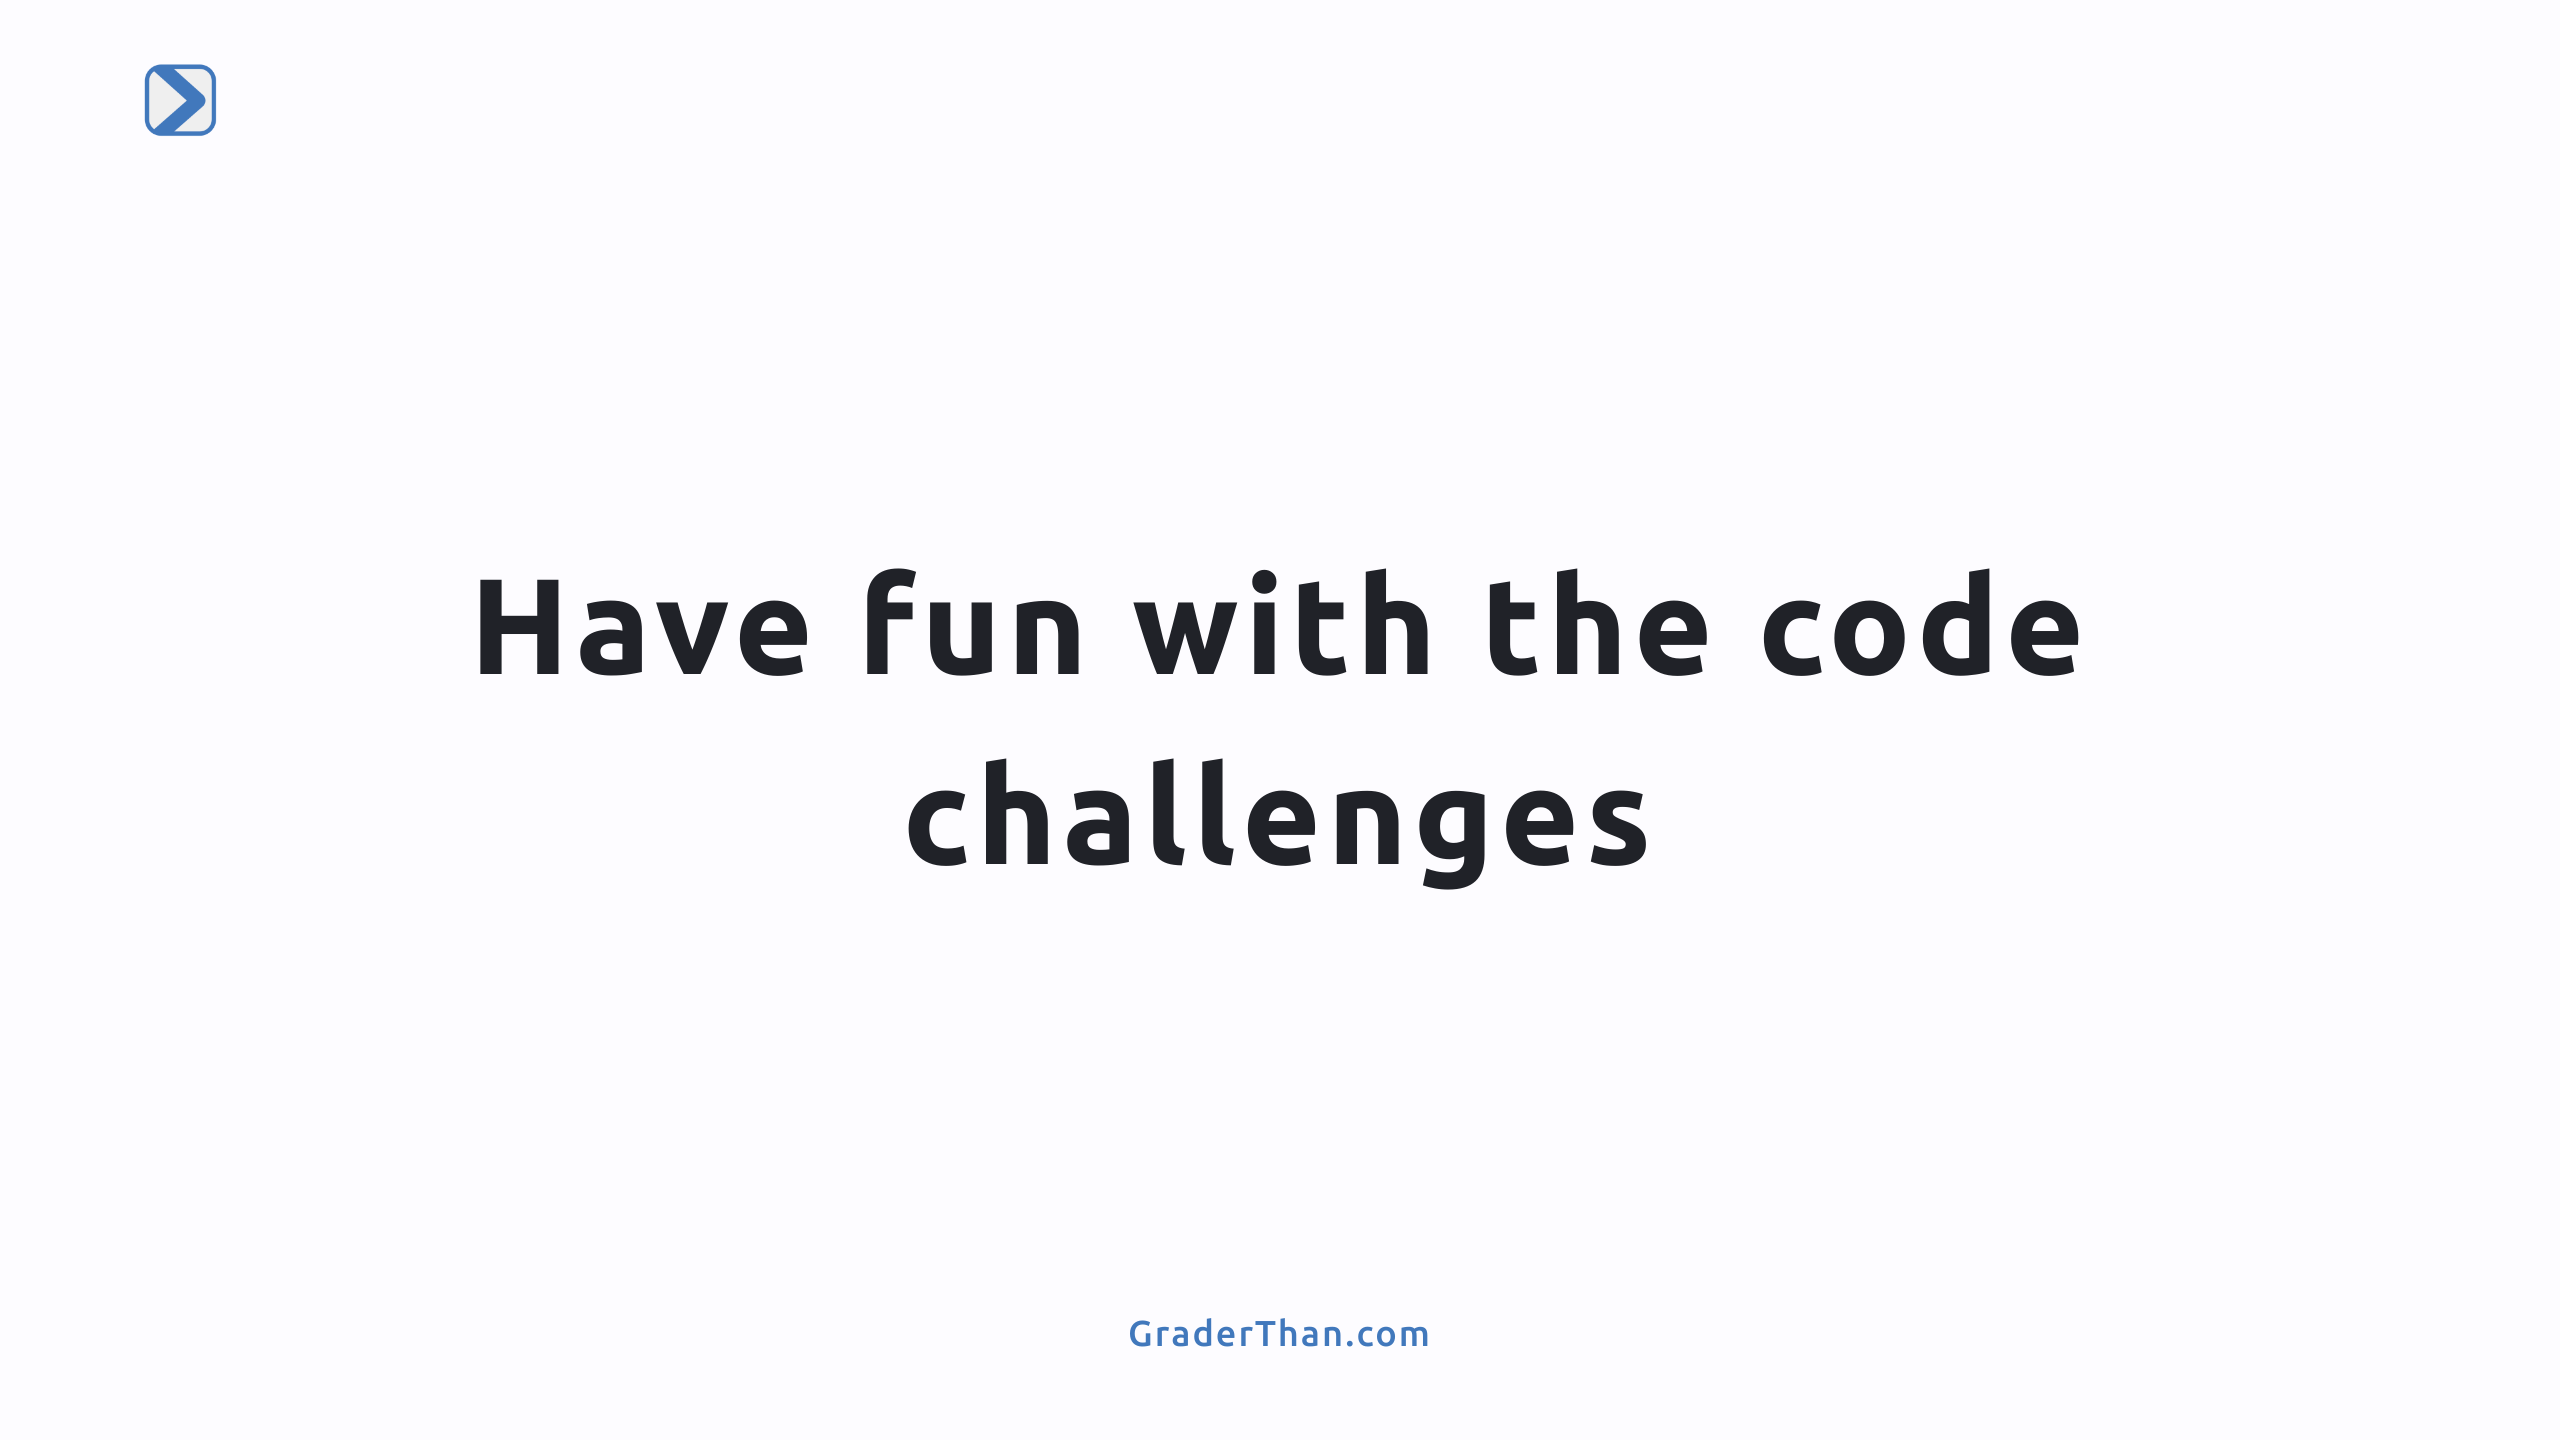 Have fun with the code
challenges
GraderThan.com